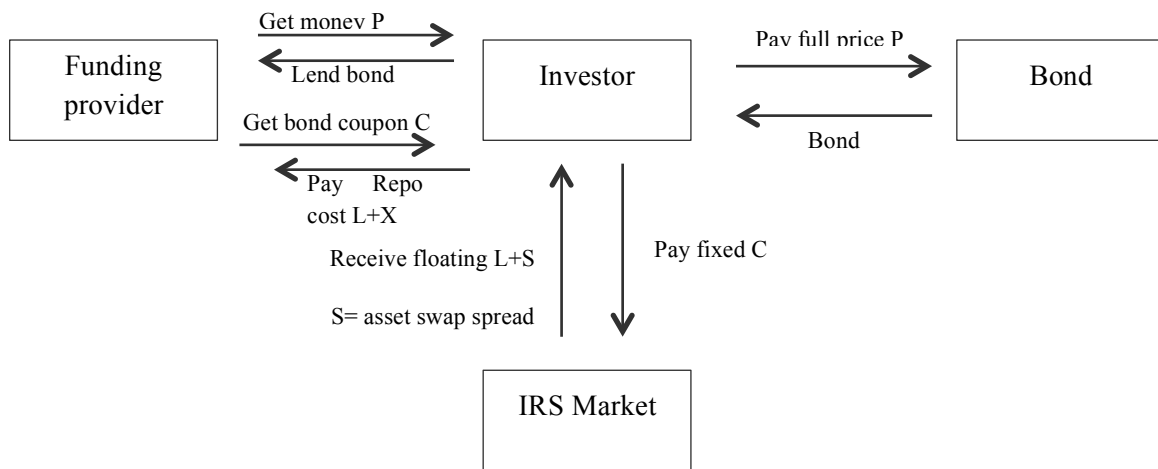 Get money P
Lend bond
Funding
provider
Get bond coupon C
Pay Repo
cost L+X
Investor
Pay full price P
Bond
Bond
Receive floating L+S
S= asset swap spread
Pay fixed C
IRS Market